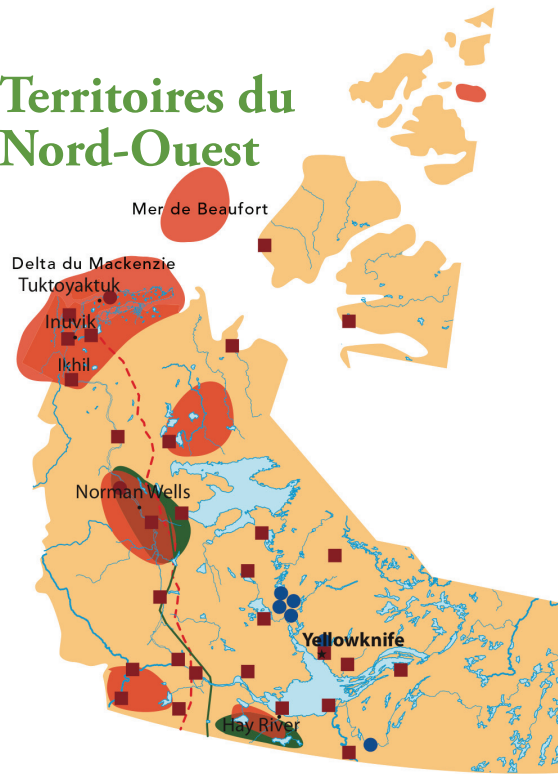 Territoires du
Nord-Ouest
Mer de Beaufort
Delta du Mackenzie
Tuktoyaktuk
Inuvik
Ikhil
Norman Wells
Yellowknife
Hay River